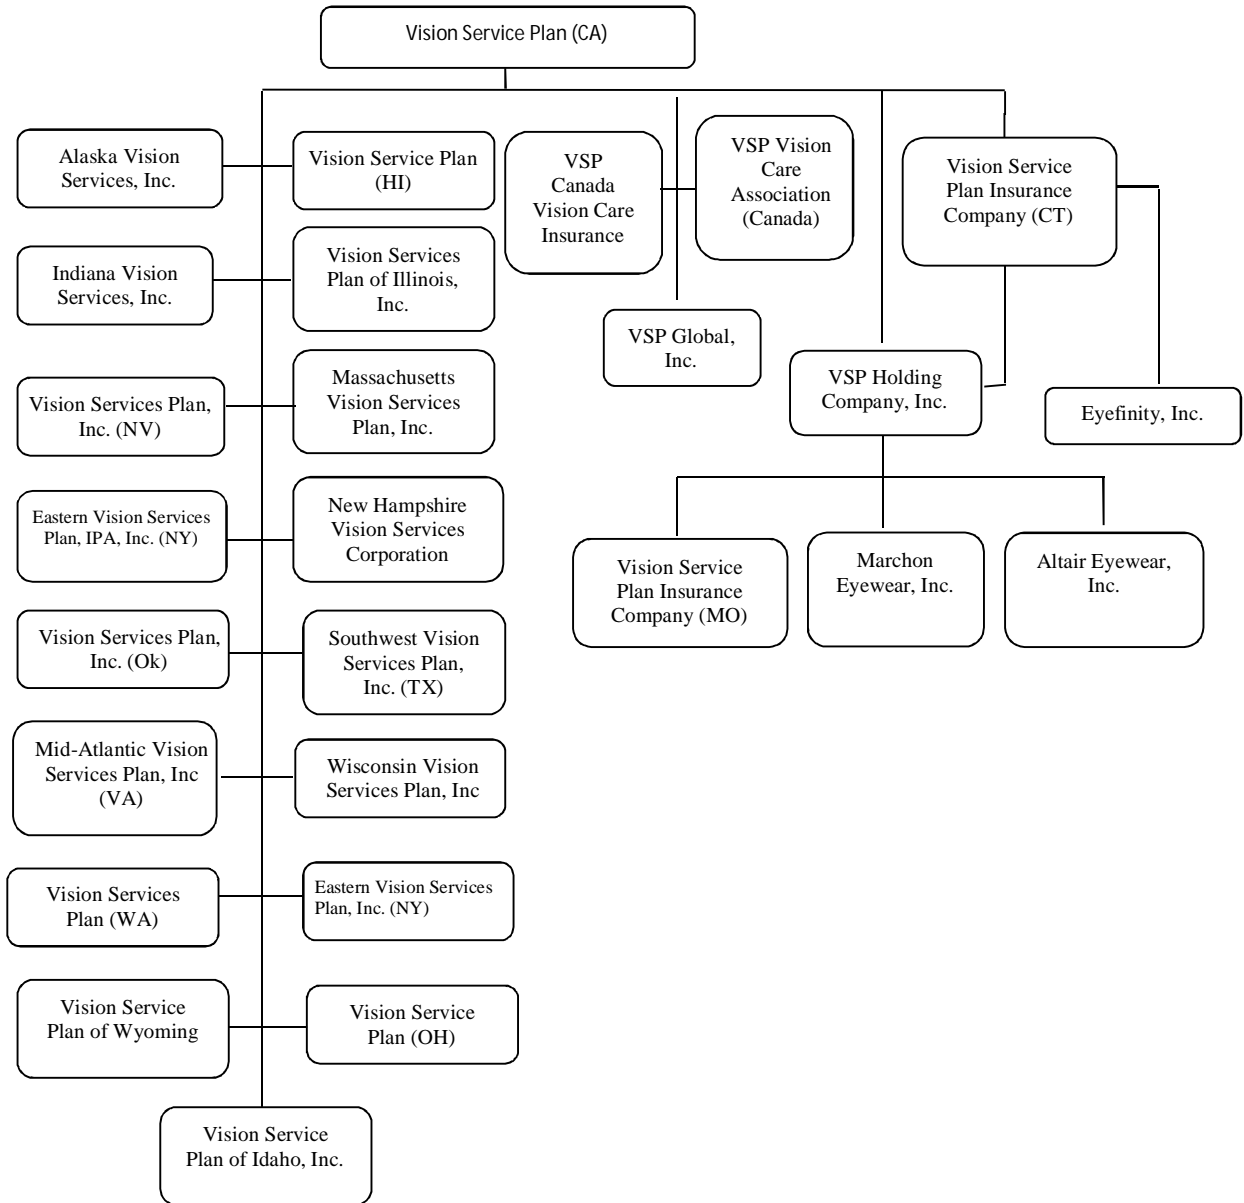 Vision Service Plan (CA)
Alaska Vision
Services, Inc.
Vision Service Plan
(HI)
VSP
Canada
Vision Care
Insurance
VSP Vision
Care
Association
(Canada)
Vision Service
Plan Insurance
Company (CT)
Indiana Vision
Services, Inc.
Vision Services
Plan of Illinois,
Inc.
VSP Global,
Inc.
VSP Holding
Company, Inc.
Eyefinity, Inc.
Vision Services Plan,
Inc. (NV)
Massachusetts
Vision Services
Plan, Inc.
Eastern Vision Services
Plan, IPA, Inc. (NY)
New Hampshire
Vision Services
Corporation
Vision Service
Plan Insurance
Company (MO)
Marchon
Eyewear, Inc.
Altair Eyewear,
Inc.
Vision Services Plan,
Inc. (Ok)
Southwest Vision
Services Plan,
Inc. (TX)
Mid-Atlantic Vision
Services Plan, Inc
(VA)
Wisconsin Vision
Services Plan, Inc
Vision Services
Plan (WA)
Eastern Vision Services
Plan, Inc. (NY)
Vision Service
Plan of Wyoming
Vision Service
Plan (OH)
Vision Service
Plan of Idaho, Inc.